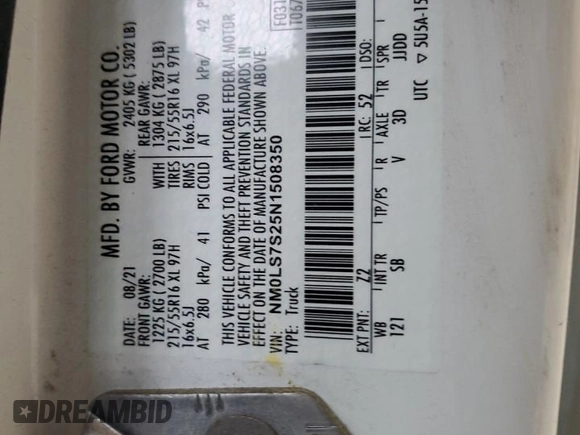 MFD. BY FORD MOTOR CO.
DATE: 08/21 GVWR: 2405 KG ( 5302 LB)
FRONT GAWR: REAR GAWR:
1225 KG ( 2700 LB) WITH 1304 KG ( 2875 LB)
215/55R16 XL 97H TIRES 215/55R16 XL 97H
16x6.5J RIMS 16x6.5J
AT 280 kPa/ 41 PSI COLD AT 290 kPa/ 42
THIS VEHICLE CONFORMS TO ALL APPLICABLE FEDERAL MOTOR
VEHICLE SAFETY AND THEFT PREVENTION STANDARDS IN
EFFECT ON THE DATE OF MANUFACTURE SHOWN ABOVE.
VIN: NM0LS7S25N1508350
TYPE: Truck
EXT PNT: Z2 RC: 52 DSO:
WB INT TR TP/PS R AXLE TR SPR
121 SB V 3D JJDD
UTC ▽ 5U5A-15
DREAMBID